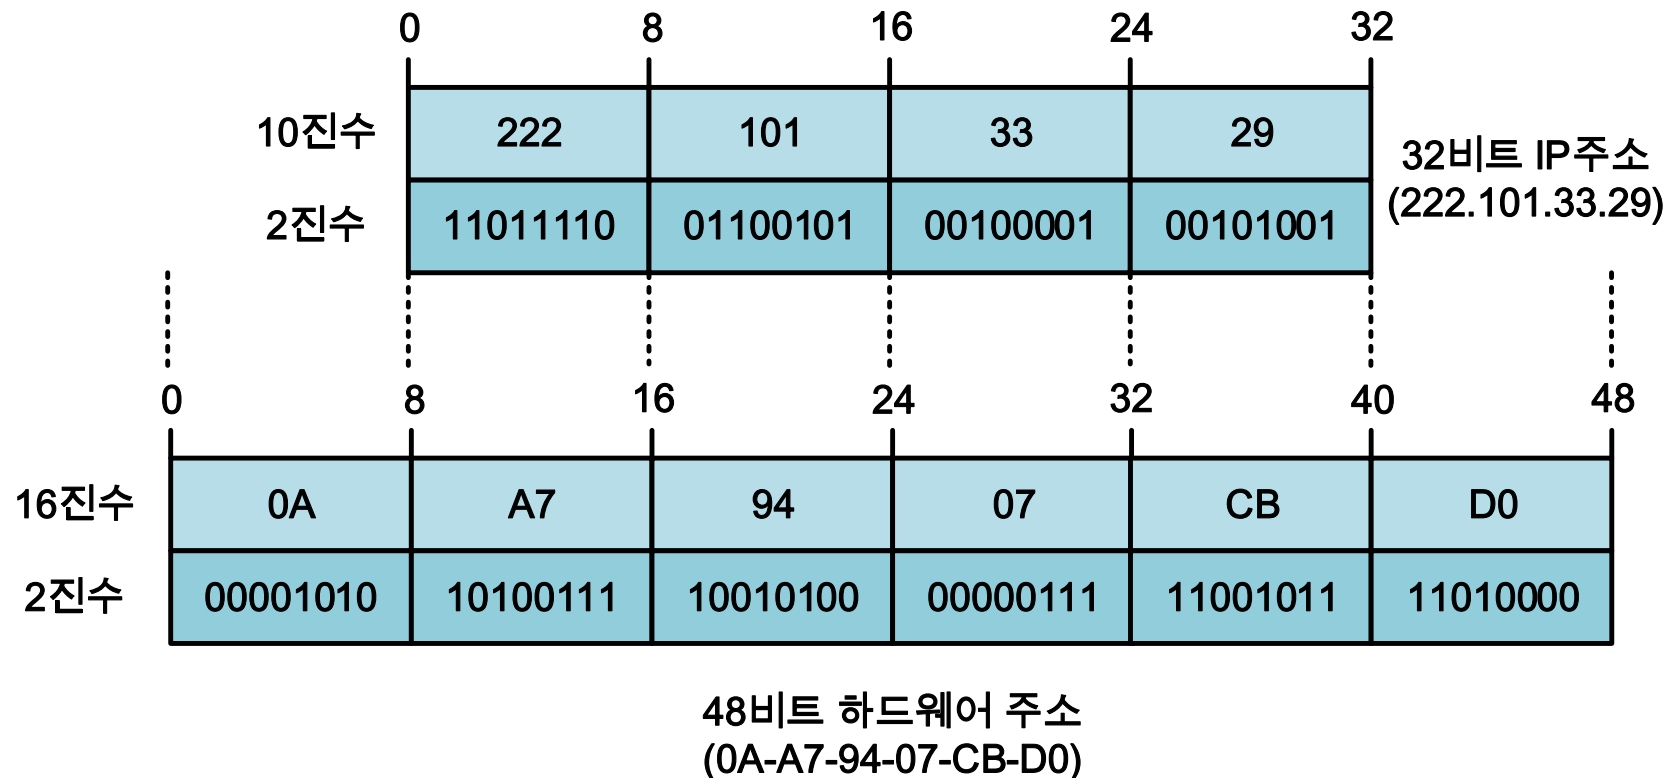 0 8 16 24 32
10진수 222 101 33 29
32비트 IP주소
(222.101.33.29)
2진수 11011110 01100101 00100001 00101001
0 8 16 24 32 40 48
16진수 0A A7 94 07 CB D0
2진수 00001010 10100111 10010100 00000111 11001011 11010000
48비트 하드웨어 주소
(0A-A7-94-07-CB-D0)